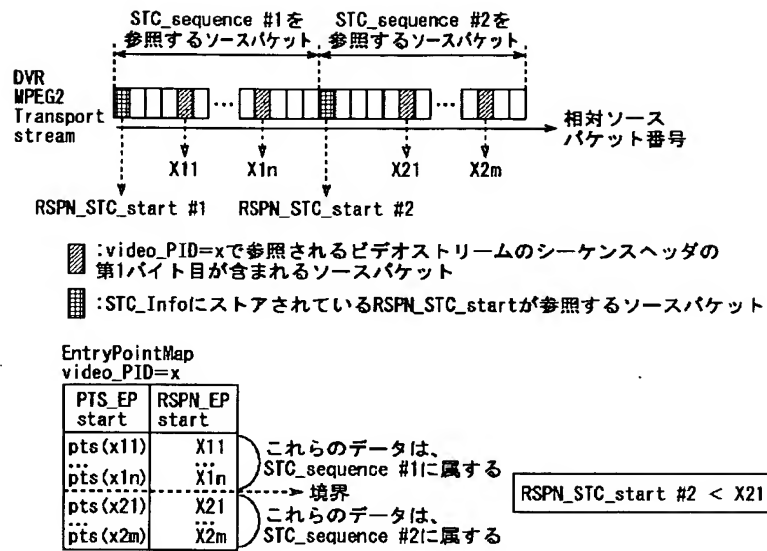 STC_sequence #1を
参照するソースパケット
STC_sequence #2を
参照するソースパケット
DVR
MPEG2
Transport
stream
...
...
相対ソース
パケット番号
X11
X1n
X21
X2m
RSPN_STC_start #1
RSPN_STC_start #2
:video_PID=xで参照されるビデオストリームのシーケンスヘッダの
第1バイト目が含まれるソースパケット
:STC_InfoにストアされているRSPN_STC_startが参照するソースパケット
EntryPointMap
video_PID=x
PTS_EP
start
RSPN_EP
start
pts(x11)
X11
...
...
pts(x1n)
X1n
これらのデータは、
STC_sequence #1に属する
境界
pts(x21)
X21
...
...
pts(x2m)
X2m
これらのデータは、
STC_sequence #2に属する
RSPN_STC_start #2 < X21